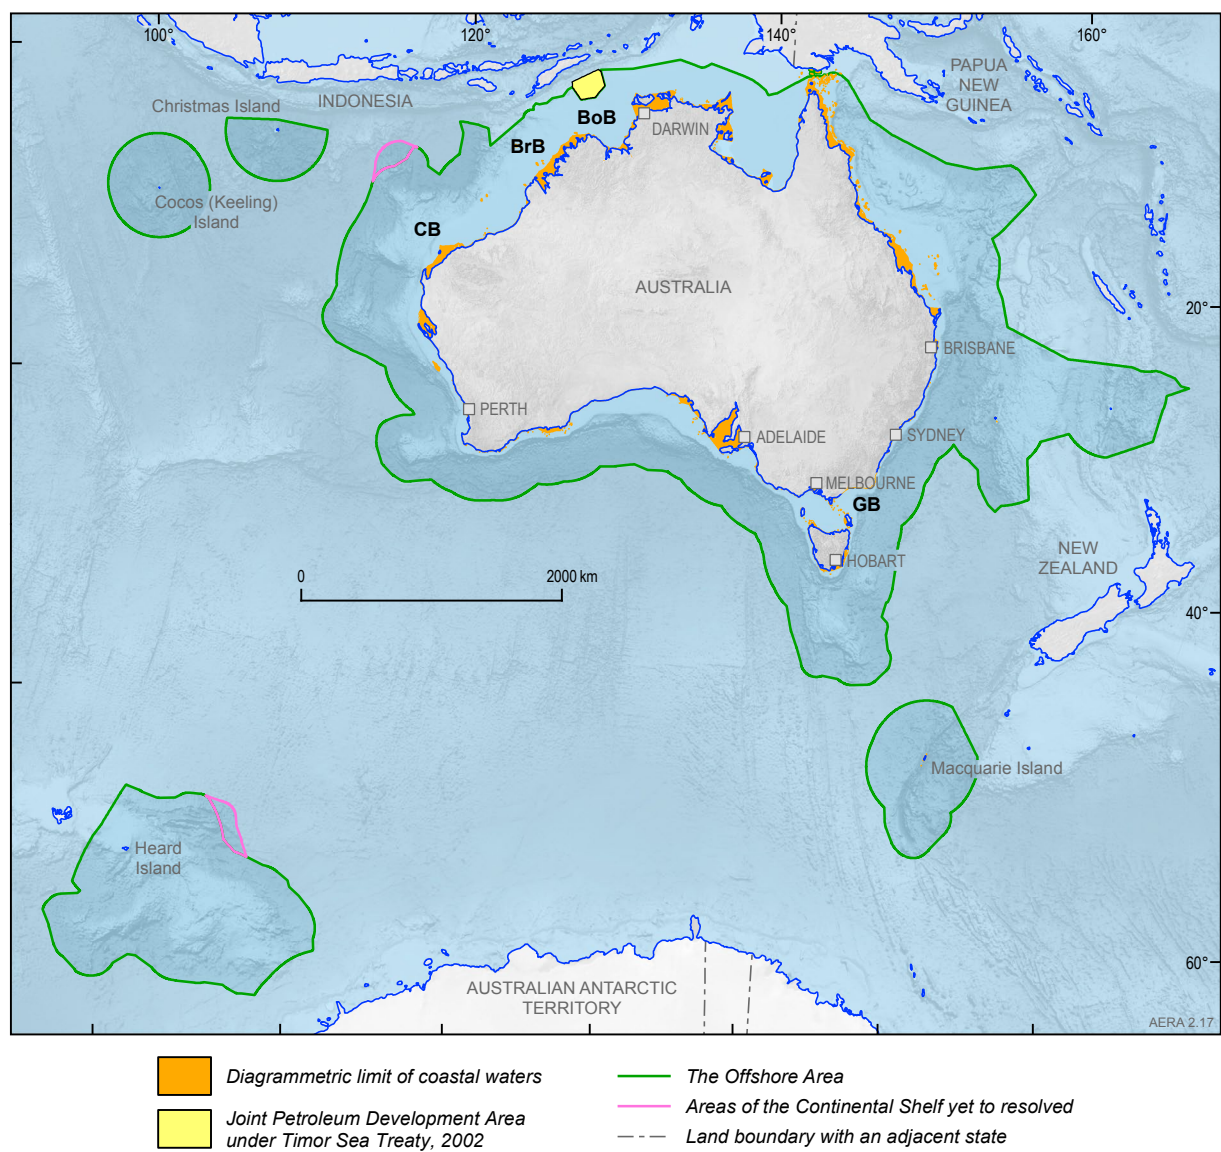 100°
120°
140°
160°
PAPUA
NEW
GUINEA
Christmas Island
INDONESIA
BoB
DARWIN
BrB
Cocos (Keeling)
Island
CB
AUSTRALIA
20°
BRISBANE
PERTH
ADELAIDE
SYDNEY
MELBOURNE
GB
HOBART
NEW
ZEALAND
0
2000 km
40°
Macquarie Island
Heard
Island
60°
AUSTRALIAN ANTARCTIC
TERRITORY
AERA 2.17
Diagrammetric limit of coastal waters
Joint Petroleum Development Area
under Timor Sea Treaty, 2002
The Offshore Area
Areas of the Continental Shelf yet to resolved
Land boundary with an adjacent state